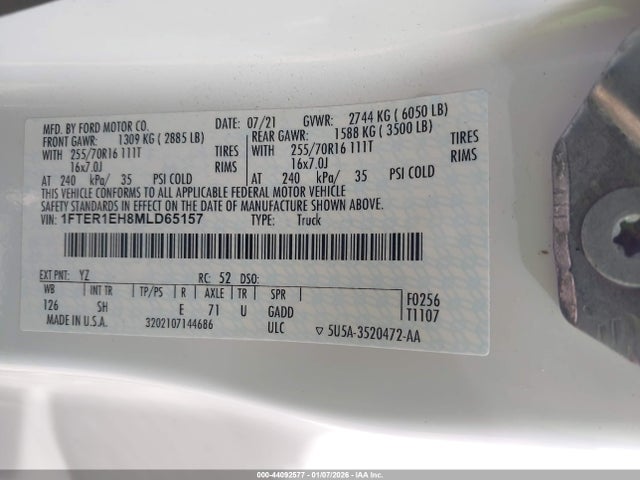 MFD. BY FORD MOTOR CO. DATE: 07/21 GVWR: 2744 KG ( 6050 LB)
FRONT GAWR: 1309 KG ( 2885 LB) REAR GAWR: 1588 KG ( 3500 LB)
WITH 255/70R16 111T TIRES WITH 255/70R16 111T TIRES
16x7.0J RIMS 16x7.0J RIMS
AT 240 kPa/ 35 PSI COLD AT 240 kPa/ 35 PSI COLD
THIS VEHICLE CONFORMS TO ALL APPLICABLE FEDERAL MOTOR VEHICLE
SAFETY STANDARDS IN EFFECT ON THE DATE OF MANUFACTURE SHOWN ABOVE.
VIN: 1FTER1EH8MLD65157 TYPE: Truck
EXT PNT: YZ RC: 52 DSO:
WB INT TR TP/PS R AXLE TR SPR F0256
126 SH E 71 U GADD T1107
MADE IN U.S.A. 3202107144686 ULC ▽ 5U5A-3520472-AA
000-44092577 - 01/07/2026 - IAAI.CA